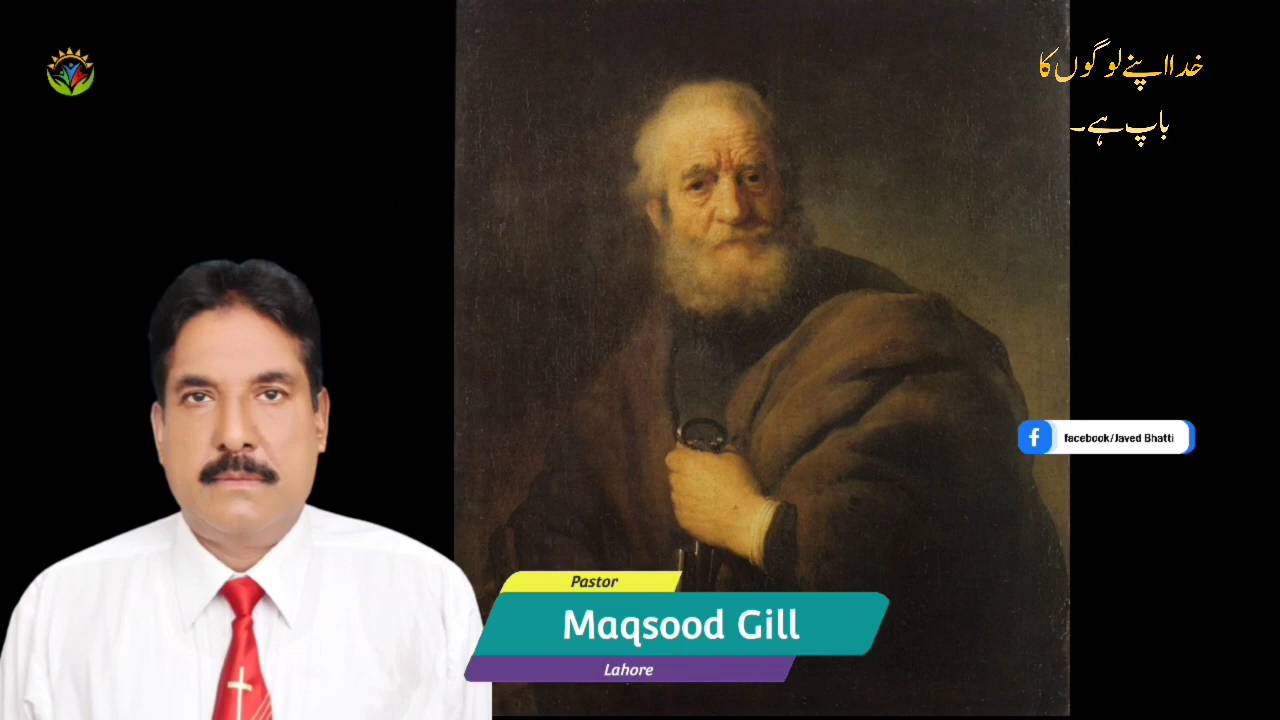 خدا اپنے لوگوں کا
باپ ہے۔
facebook/Javed Bhatti
Pastor
Maqsood Gill
Lahore